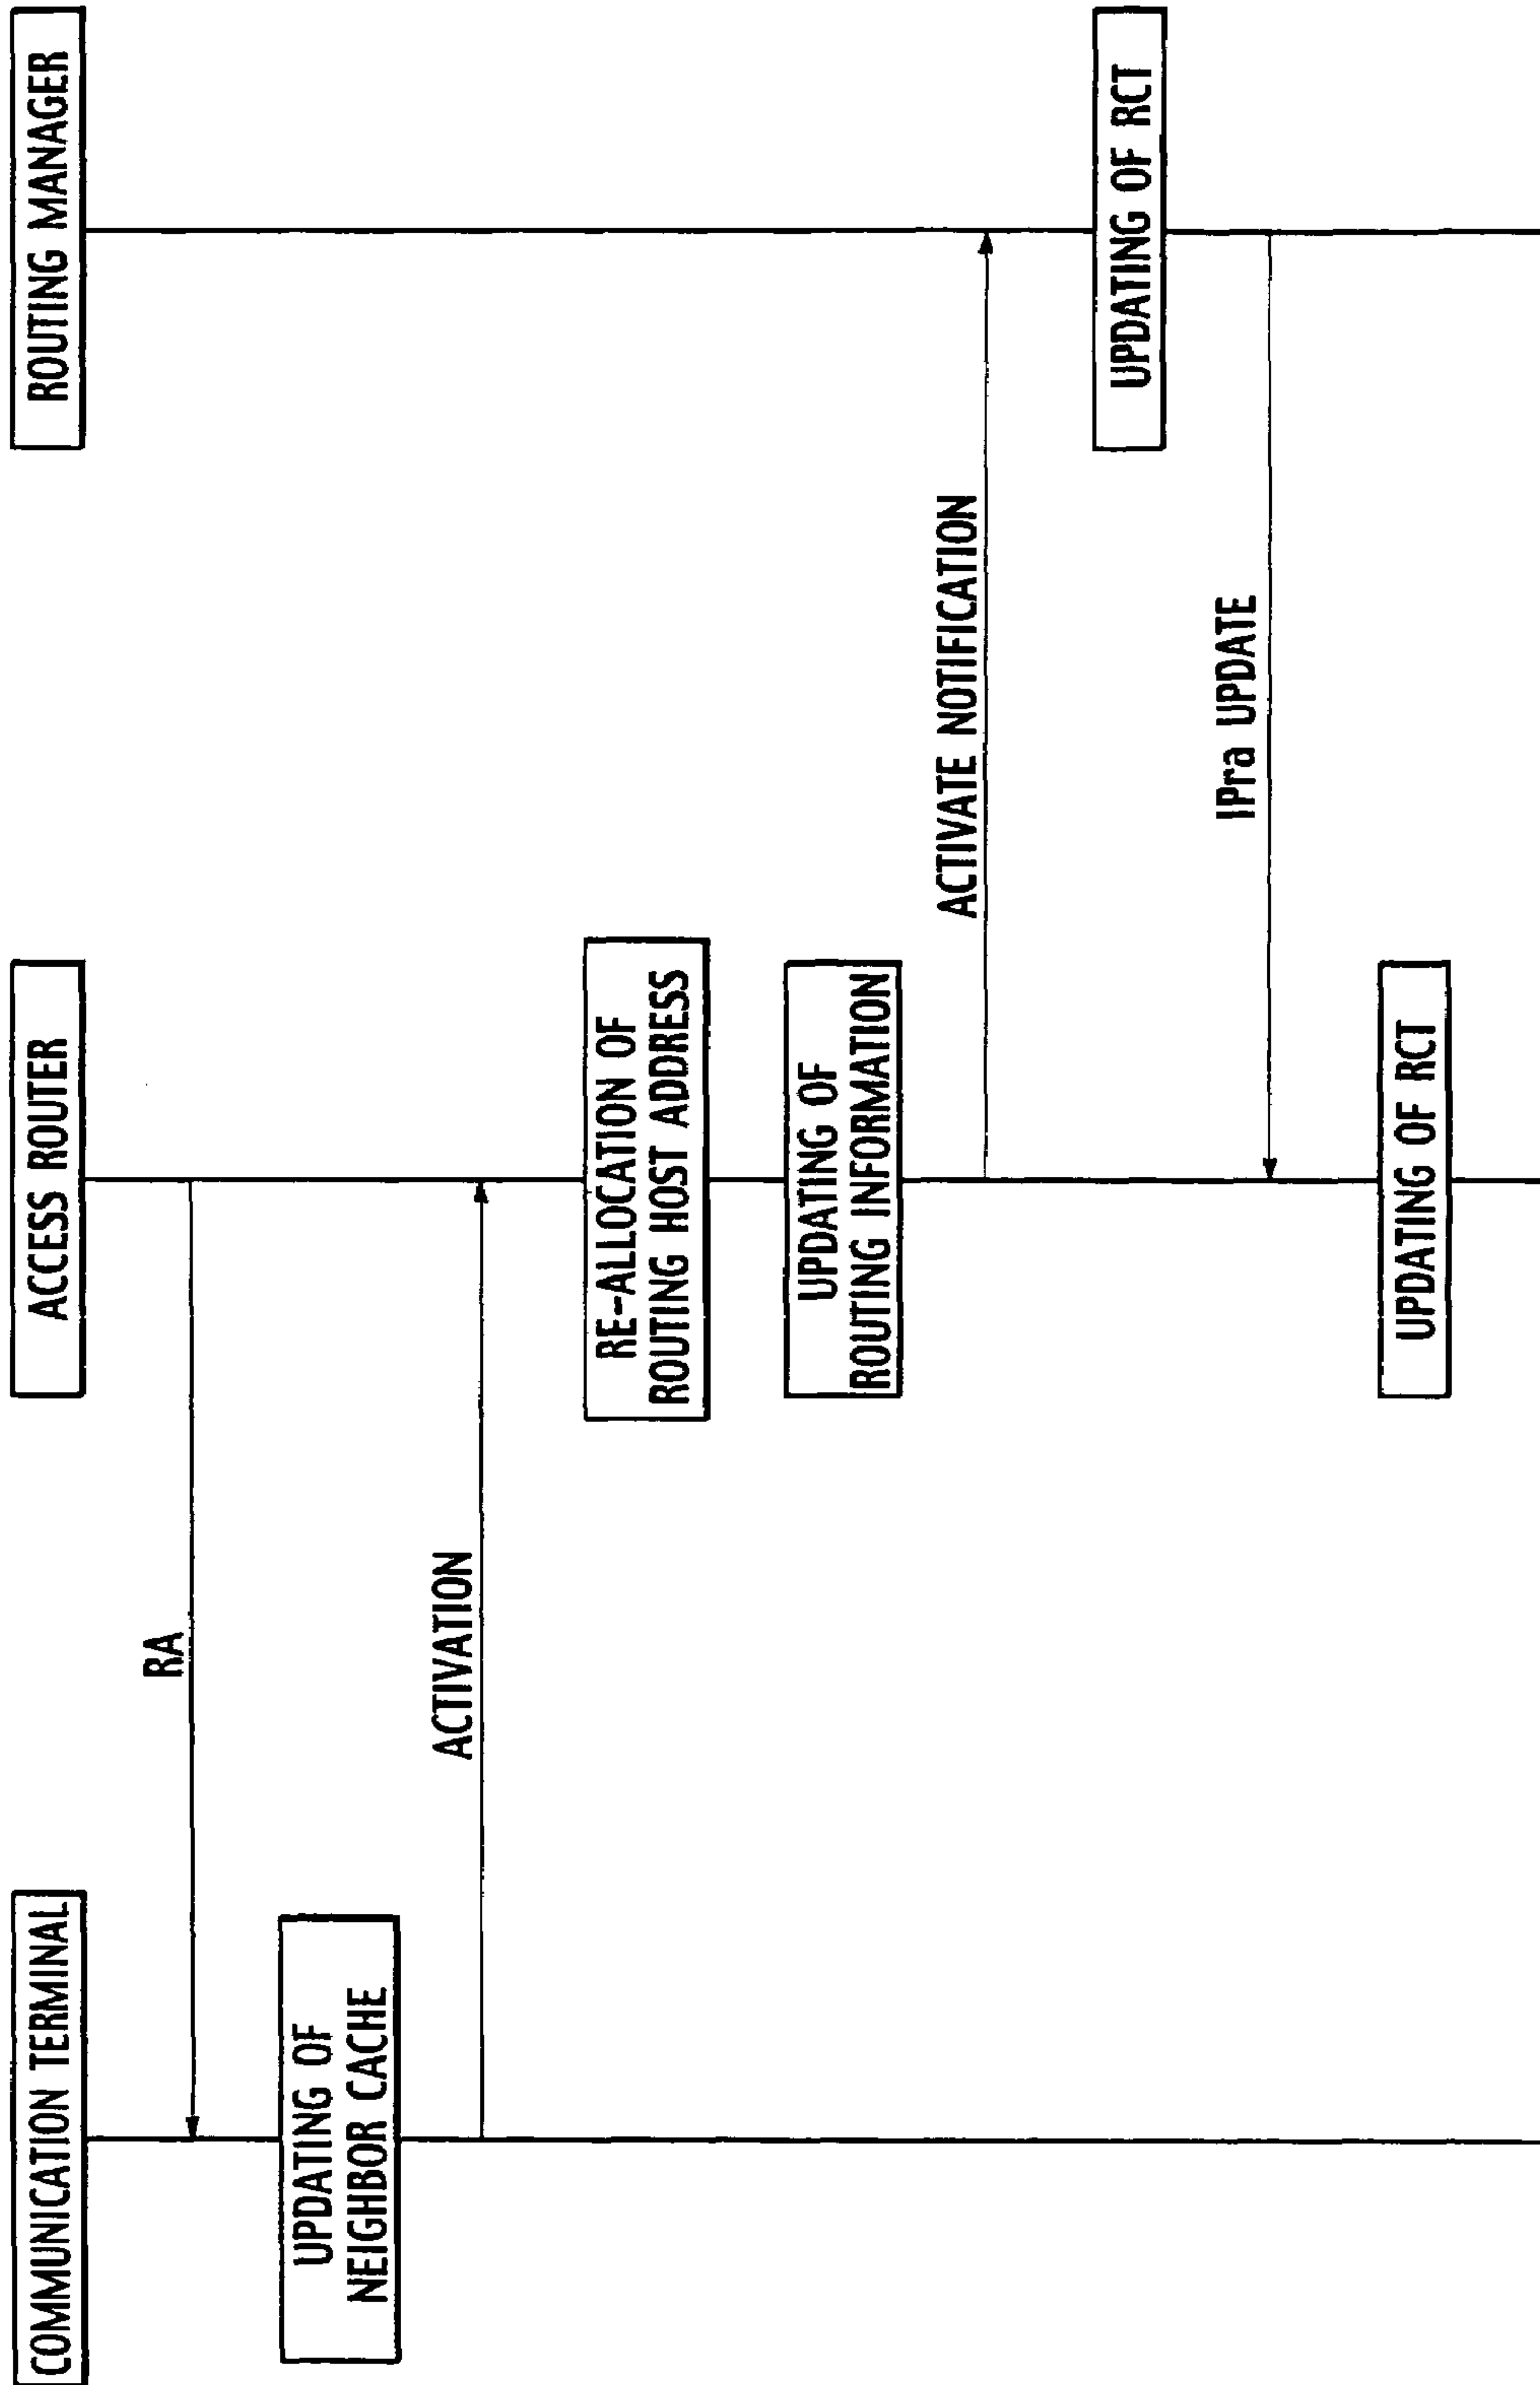 COMMUNICATION TERMINAL
ACCESS ROUTER
ROUTING MANAGER
RA
UPDATING OF
NEIGHBOR CACHE
ACTIVATION
RE-ALLOCATION OF
ROUTING HOST ADDRESS
UPDATING OF
ROUTING INFORMATION
ACTIVATE NOTIFICATION
UPDATING OF RCT
IPra UPDATE
UPDATING OF RCT